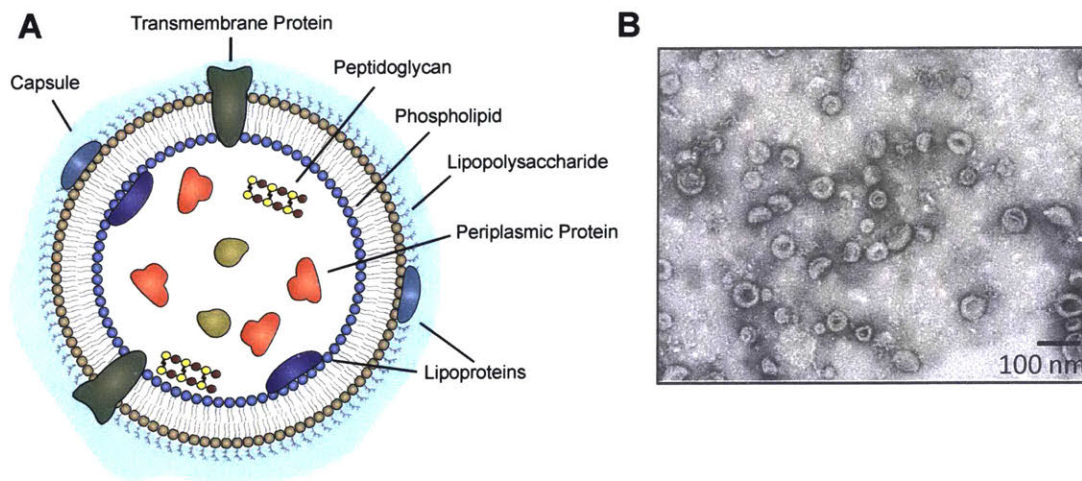 A
Transmembrane Protein
Capsule
Peptidoglycan
Phospholipid
Lipopolysaccharide
Periplasmic Protein
Lipoproteins
B
100 nm